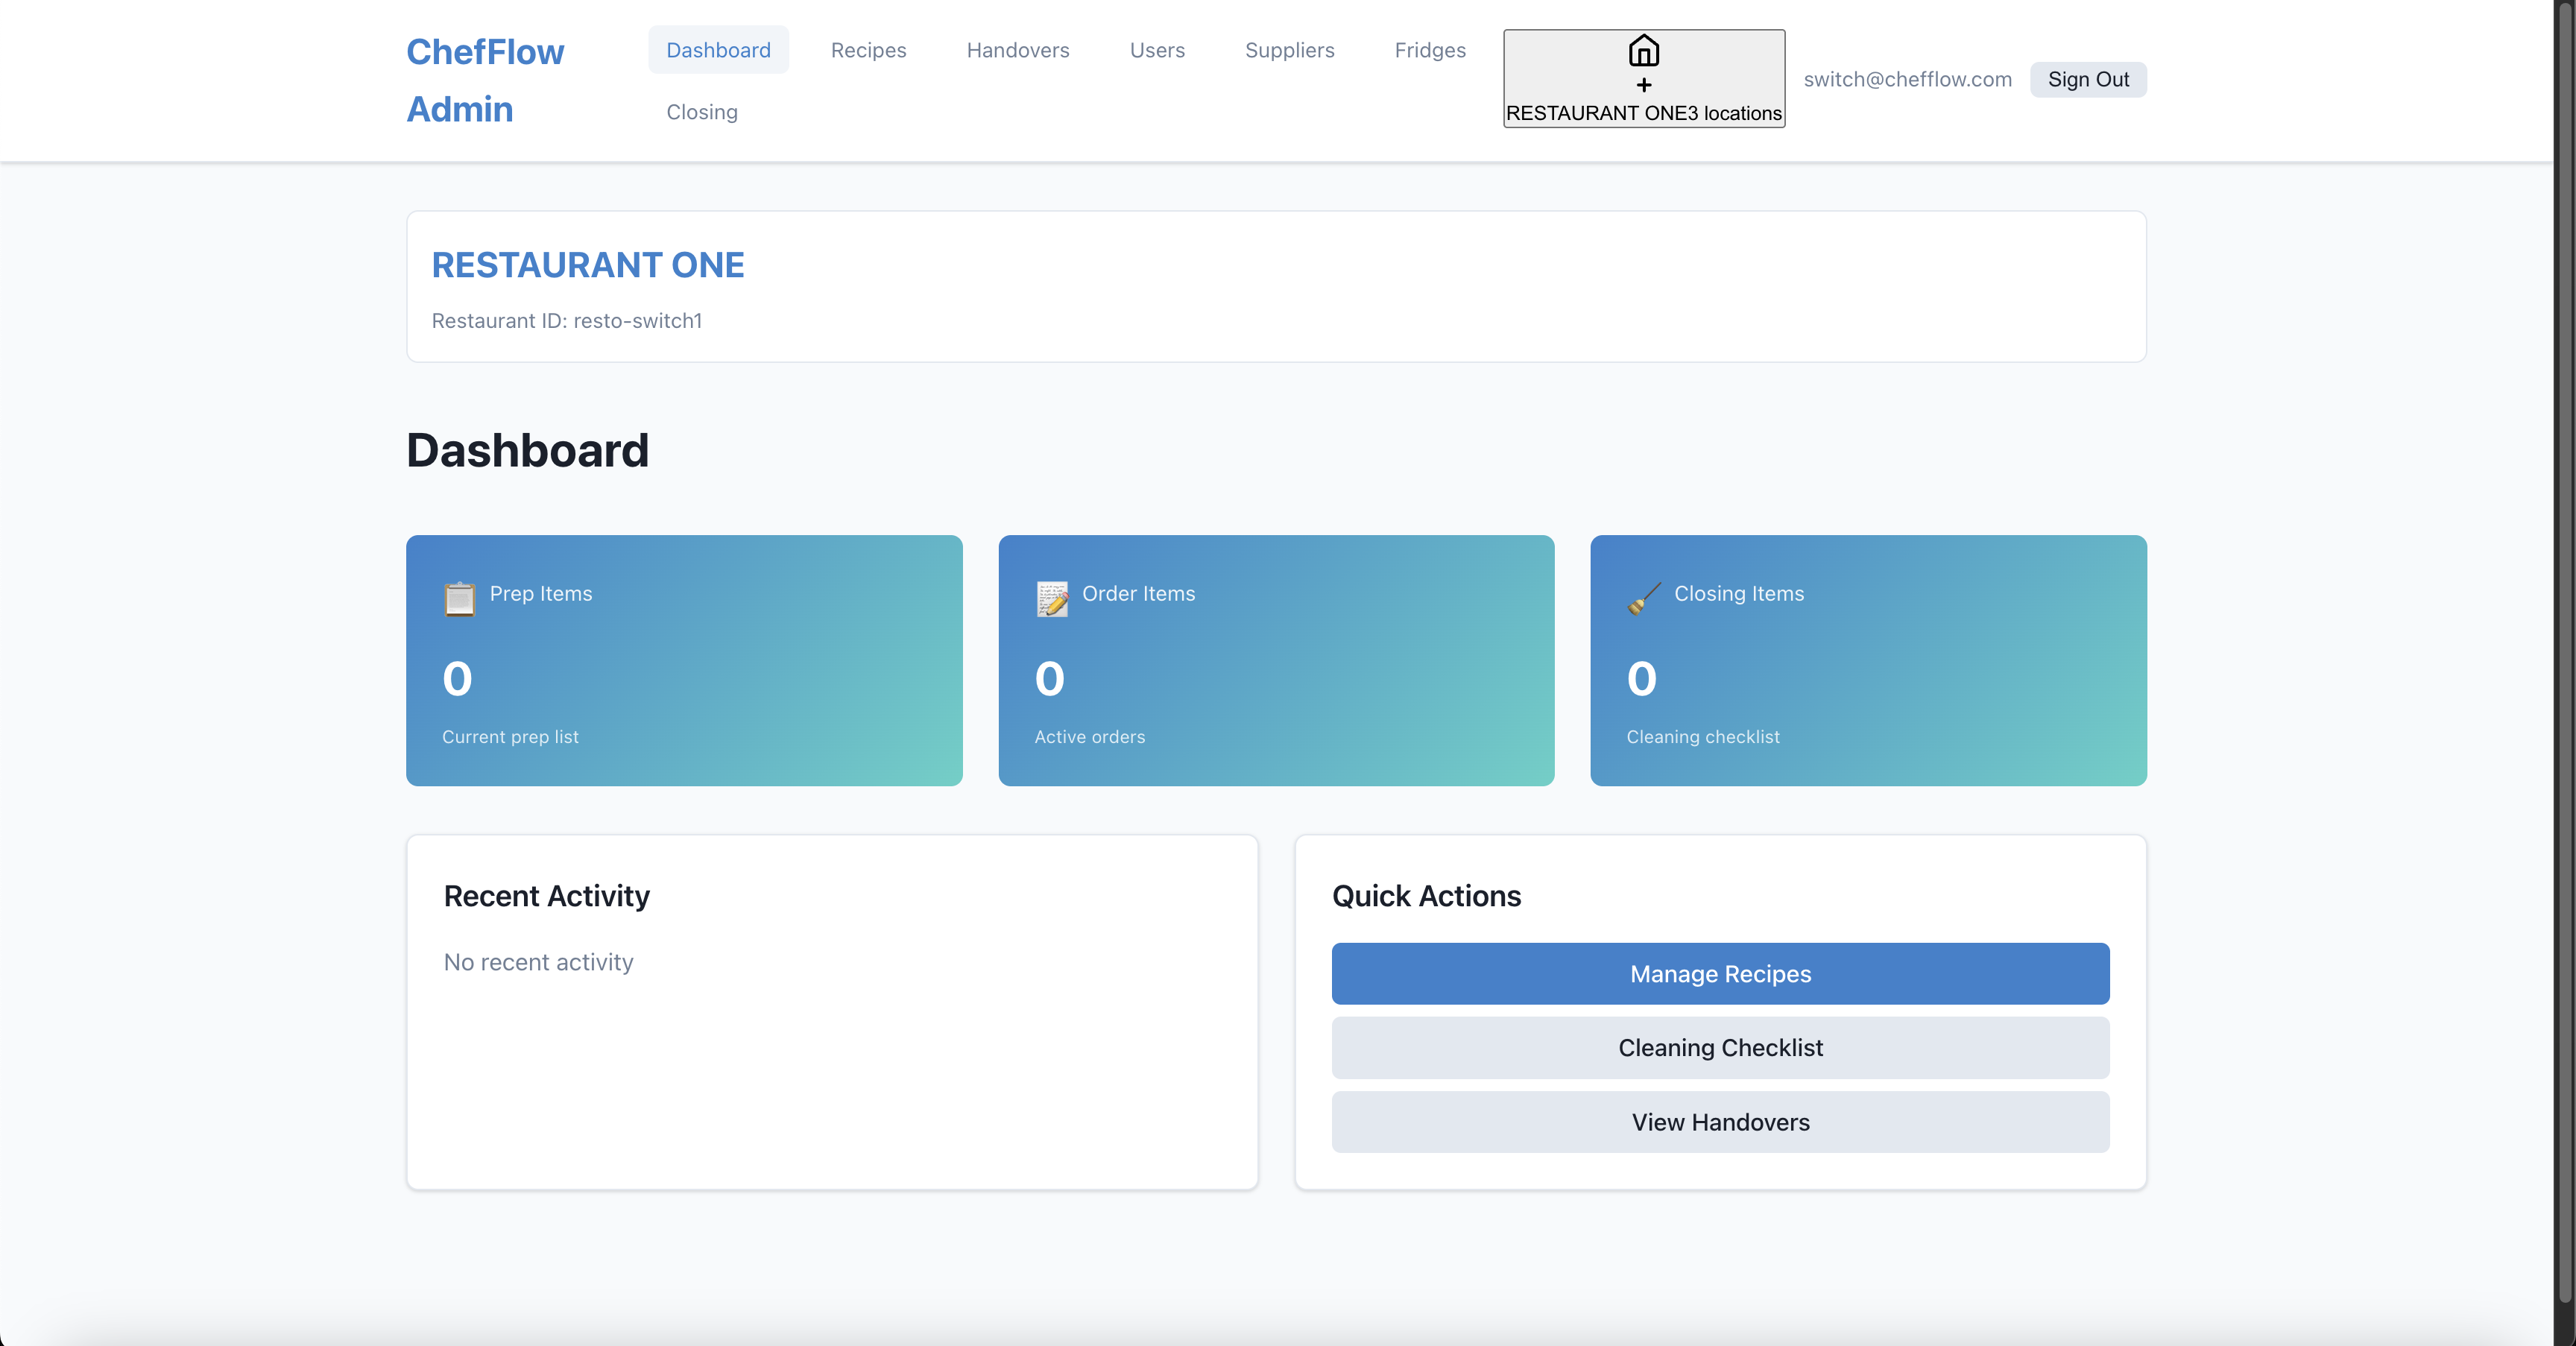 ChefFlow
Admin
Dashboard Recipes Handovers Users Suppliers Fridges
Closing
+
RESTAURANT ONE3 locations
switch@chefflow.com Sign Out
RESTAURANT ONE
Restaurant ID: resto-switch1
Dashboard
Prep Items
0
Current prep list
Order Items
0
Active orders
Closing Items
0
Cleaning checklist
Recent Activity
No recent activity
Quick Actions
Manage Recipes
Cleaning Checklist
View Handovers